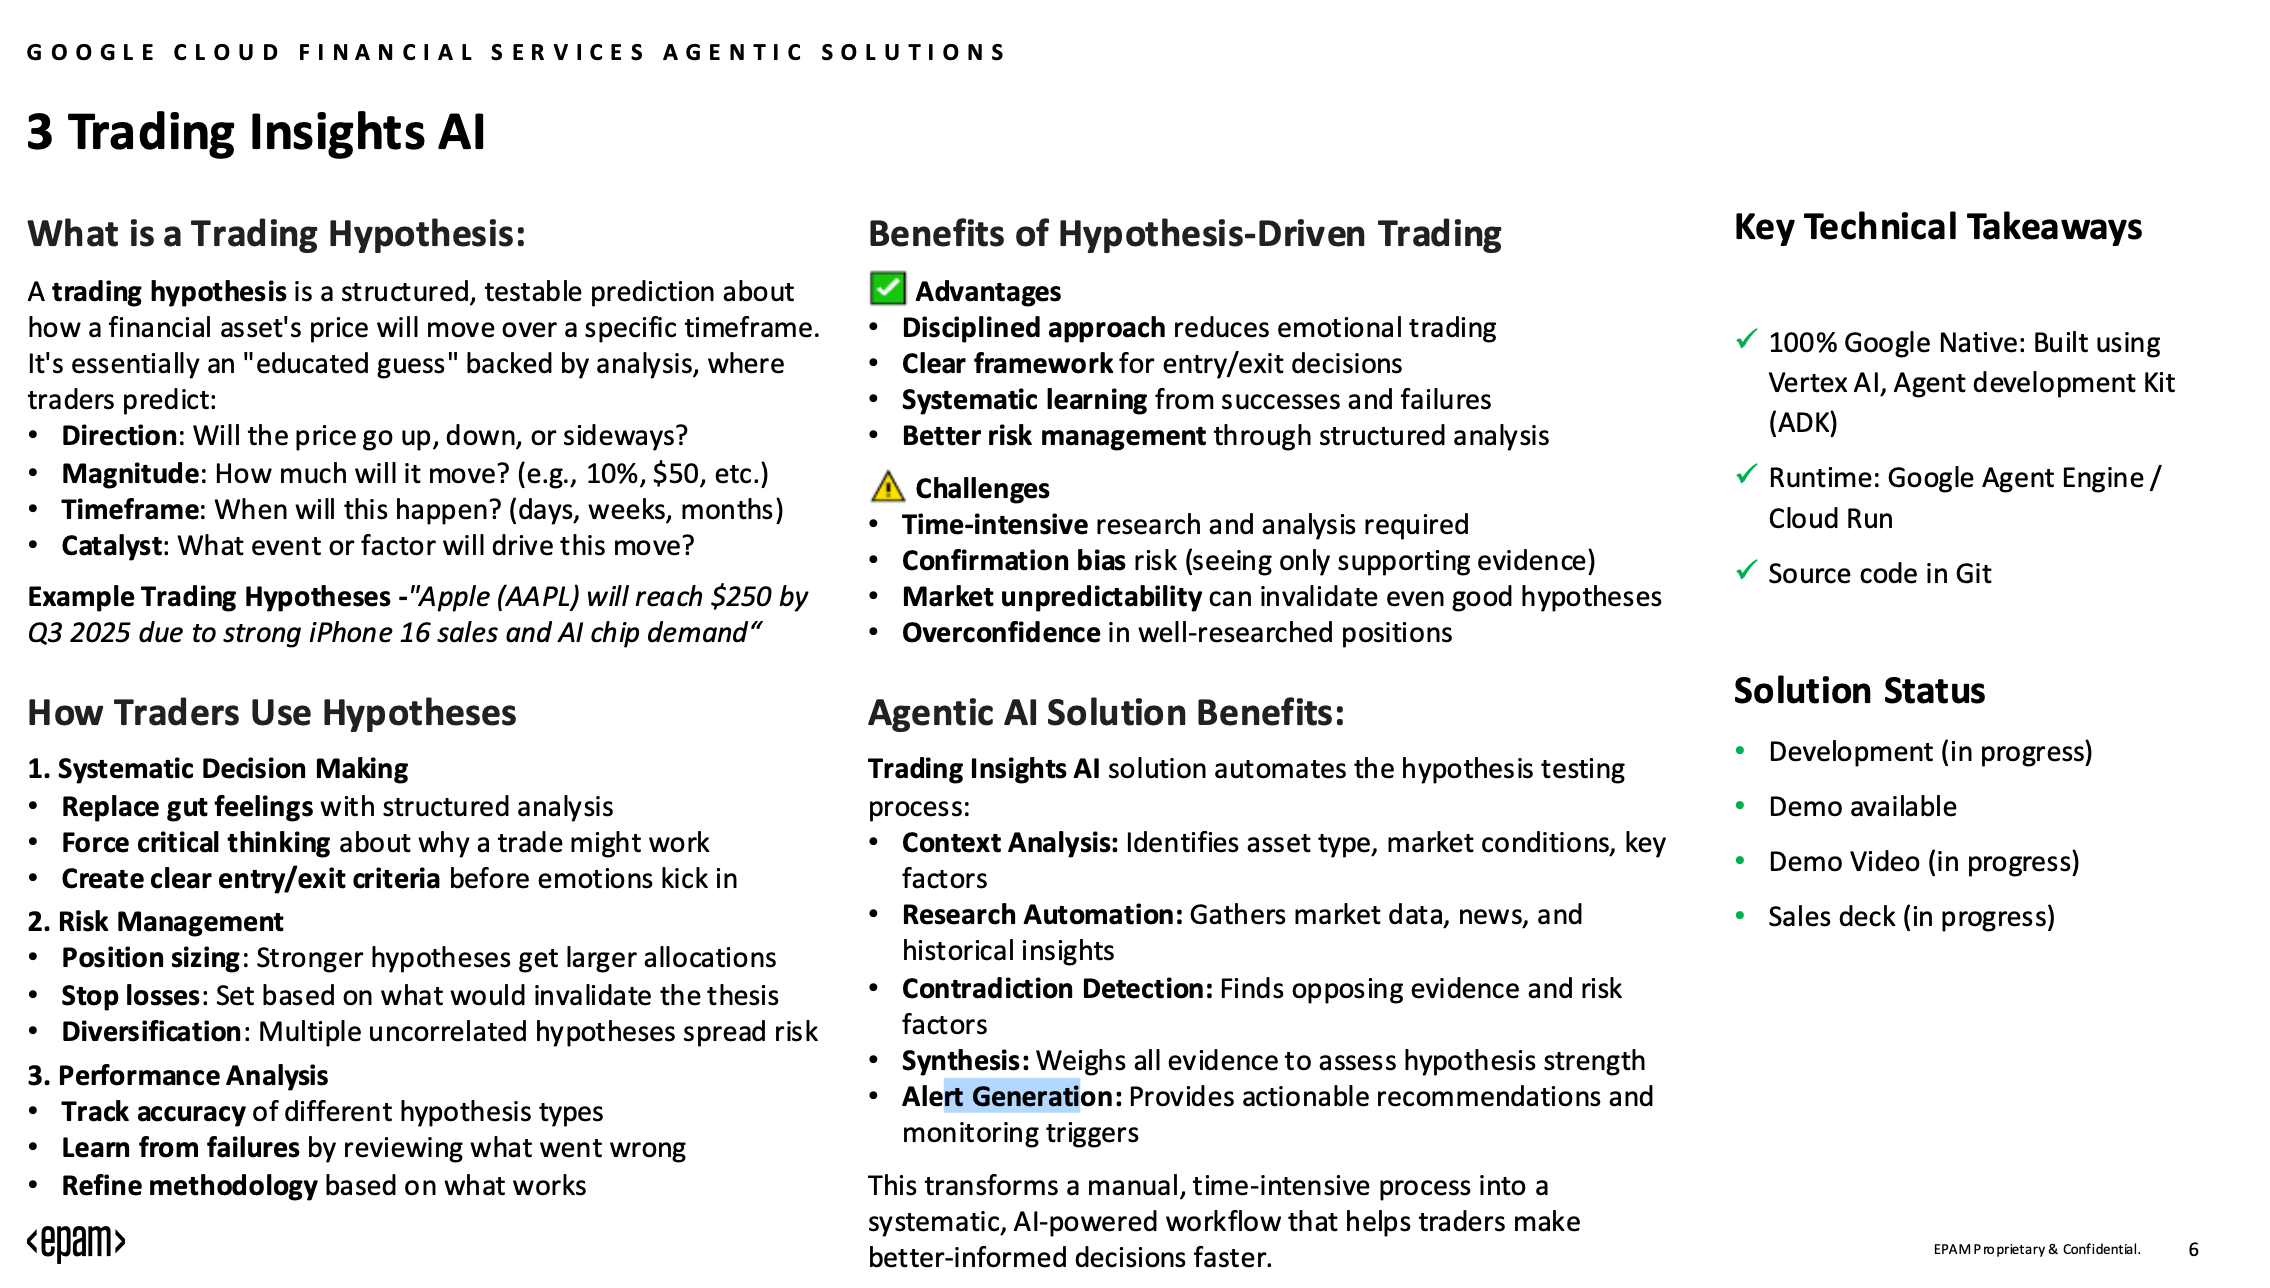 GOOGLE CLOUD FINANCIAL SERVICES AGENTIC SOLUTIONS
3 Trading Insights AI
What is a Trading Hypothesis:
A trading hypothesis is a structured, testable prediction about
how a financial asset's price will move over a specific timeframe.
It's essentially an "educated guess" backed by analysis, where
traders predict:
• Direction: Will the price go up, down, or sideways?
• Magnitude: How much will it move? (e.g., 10%, $50, etc.)
• Timeframe: When will this happen? (days, weeks, months)
• Catalyst: What event or factor will drive this move?
Example Trading Hypotheses -"Apple (AAPL) will reach $250 by
Q3 2025 due to strong iPhone 16 sales and AI chip demand“
How Traders Use Hypotheses
1. Systematic Decision Making
• Replace gut feelings with structured analysis
• Force critical thinking about why a trade might work
• Create clear entry/exit criteria before emotions kick in
2. Risk Management
• Position sizing: Stronger hypotheses get larger allocations
• Stop losses: Set based on what would invalidate the thesis
• Diversification: Multiple uncorrelated hypotheses spread risk
3. Performance Analysis
• Track accuracy of different hypothesis types
• Learn from failures by reviewing what went wrong
• Refine methodology based on what works
Benefits of Hypothesis-Driven Trading
✅ Advantages
• Disciplined approach reduces emotional trading
• Clear framework for entry/exit decisions
• Systematic learning from successes and failures
• Better risk management through structured analysis
⚠ Challenges
• Time-intensive research and analysis required
• Confirmation bias risk (seeing only supporting evidence)
• Market unpredictability can invalidate even good hypotheses
• Overconfidence in well-researched positions
Agentic AI Solution Benefits:
Trading Insights AI solution automates the hypothesis testing
process:
• Context Analysis: Identifies asset type, market conditions, key
factors
• Research Automation: Gathers market data, news, and
historical insights
• Contradiction Detection: Finds opposing evidence and risk
factors
• Synthesis: Weighs all evidence to assess hypothesis strength
• Alert Generation: Provides actionable recommendations and
monitoring triggers
This transforms a manual, time-intensive process into a
systematic, AI-powered workflow that helps traders make
better-informed decisions faster.
Key Technical Takeaways
✓ 100% Google Native: Built using
Vertex AI, Agent development Kit
(ADK)
✓ Runtime: Google Agent Engine /
Cloud Run
✓ Source code in Git
Solution Status
• Development (in progress)
• Demo available
• Demo Video (in progress)
• Sales deck (in progress)
<epam>
EPAM Proprietary & Confidential.
6